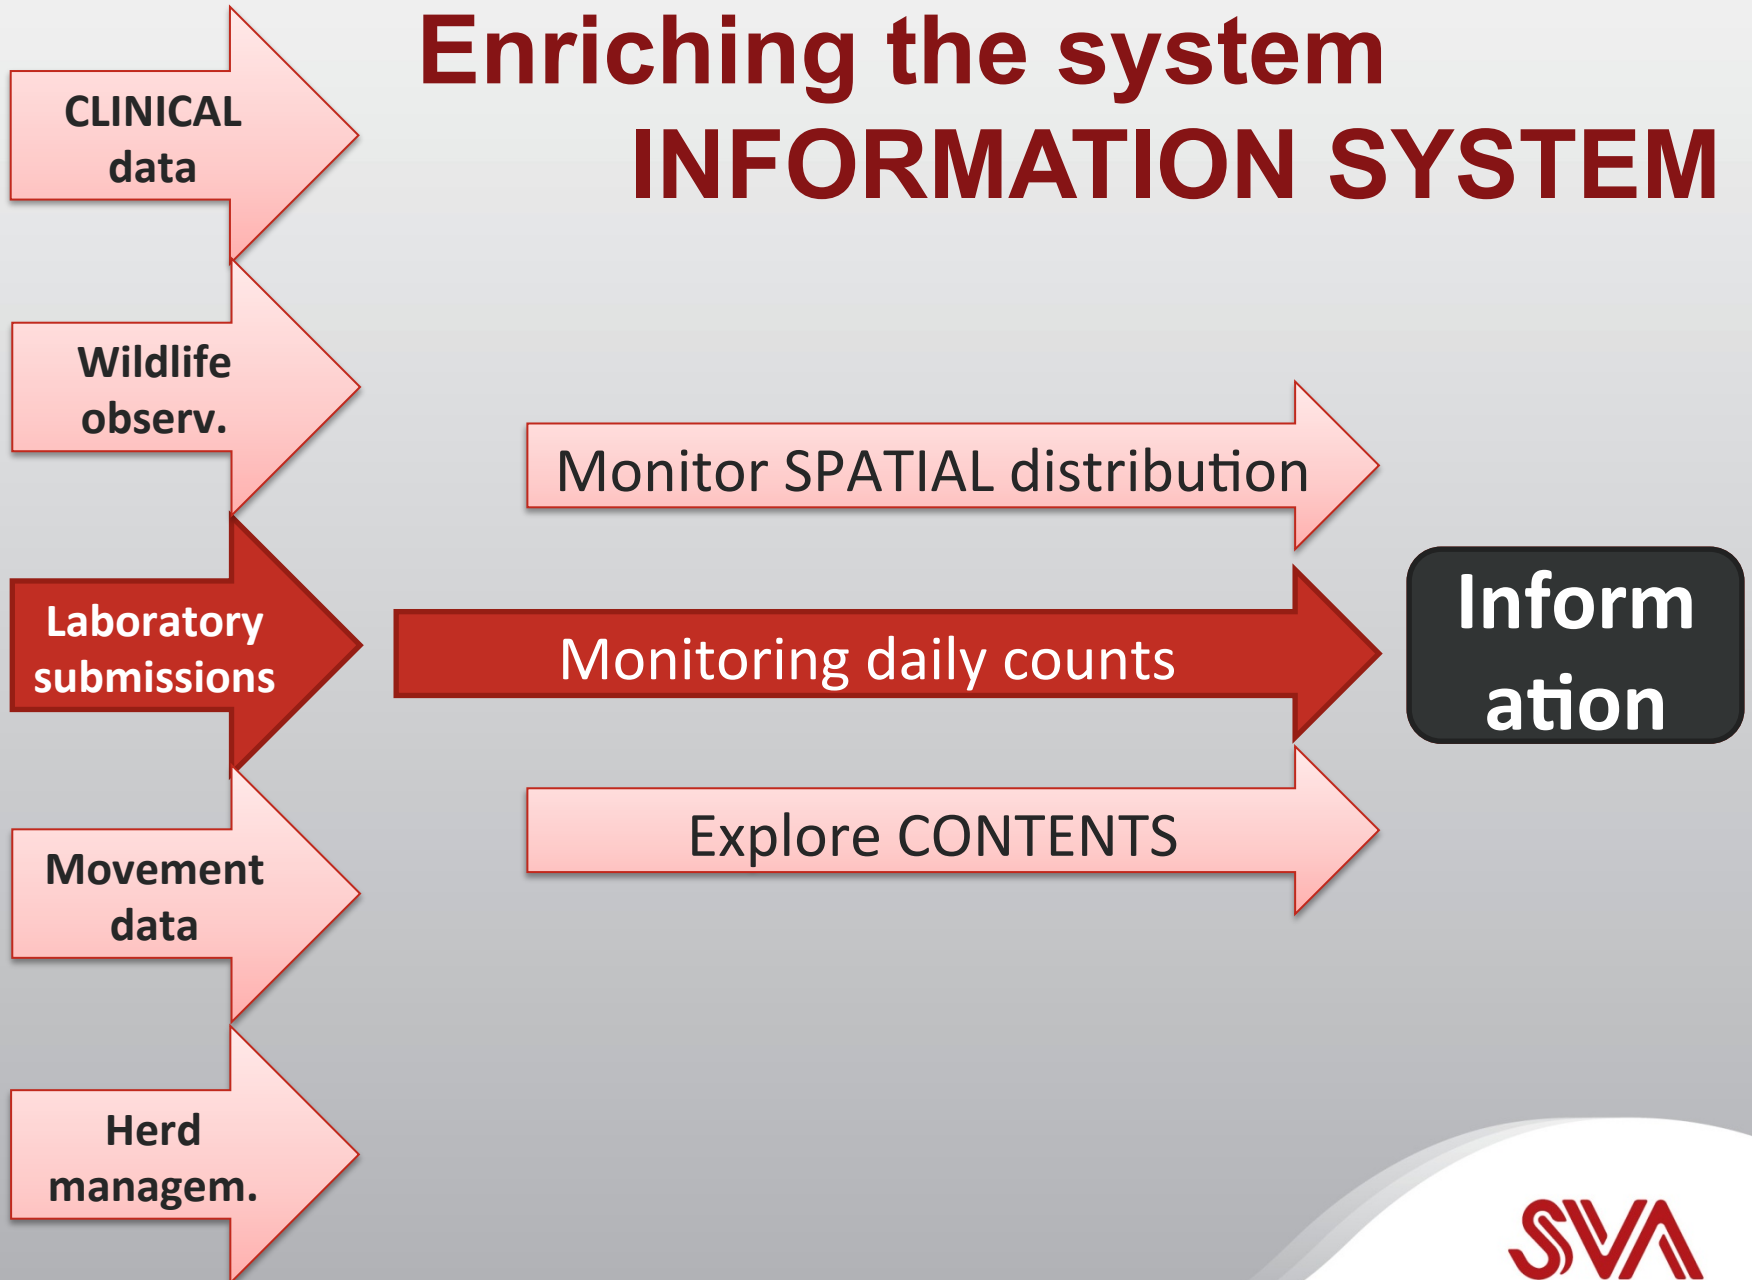 Enriching the system
INFORMATION SYSTEM
CLINICAL
data
Wildlife
observ.
Laboratory
submissions
Movement
data
Herd
managem.
Monitor SPATIAL distribution
Monitoring daily counts
Explore CONTENTS
Inform
ation
SVA